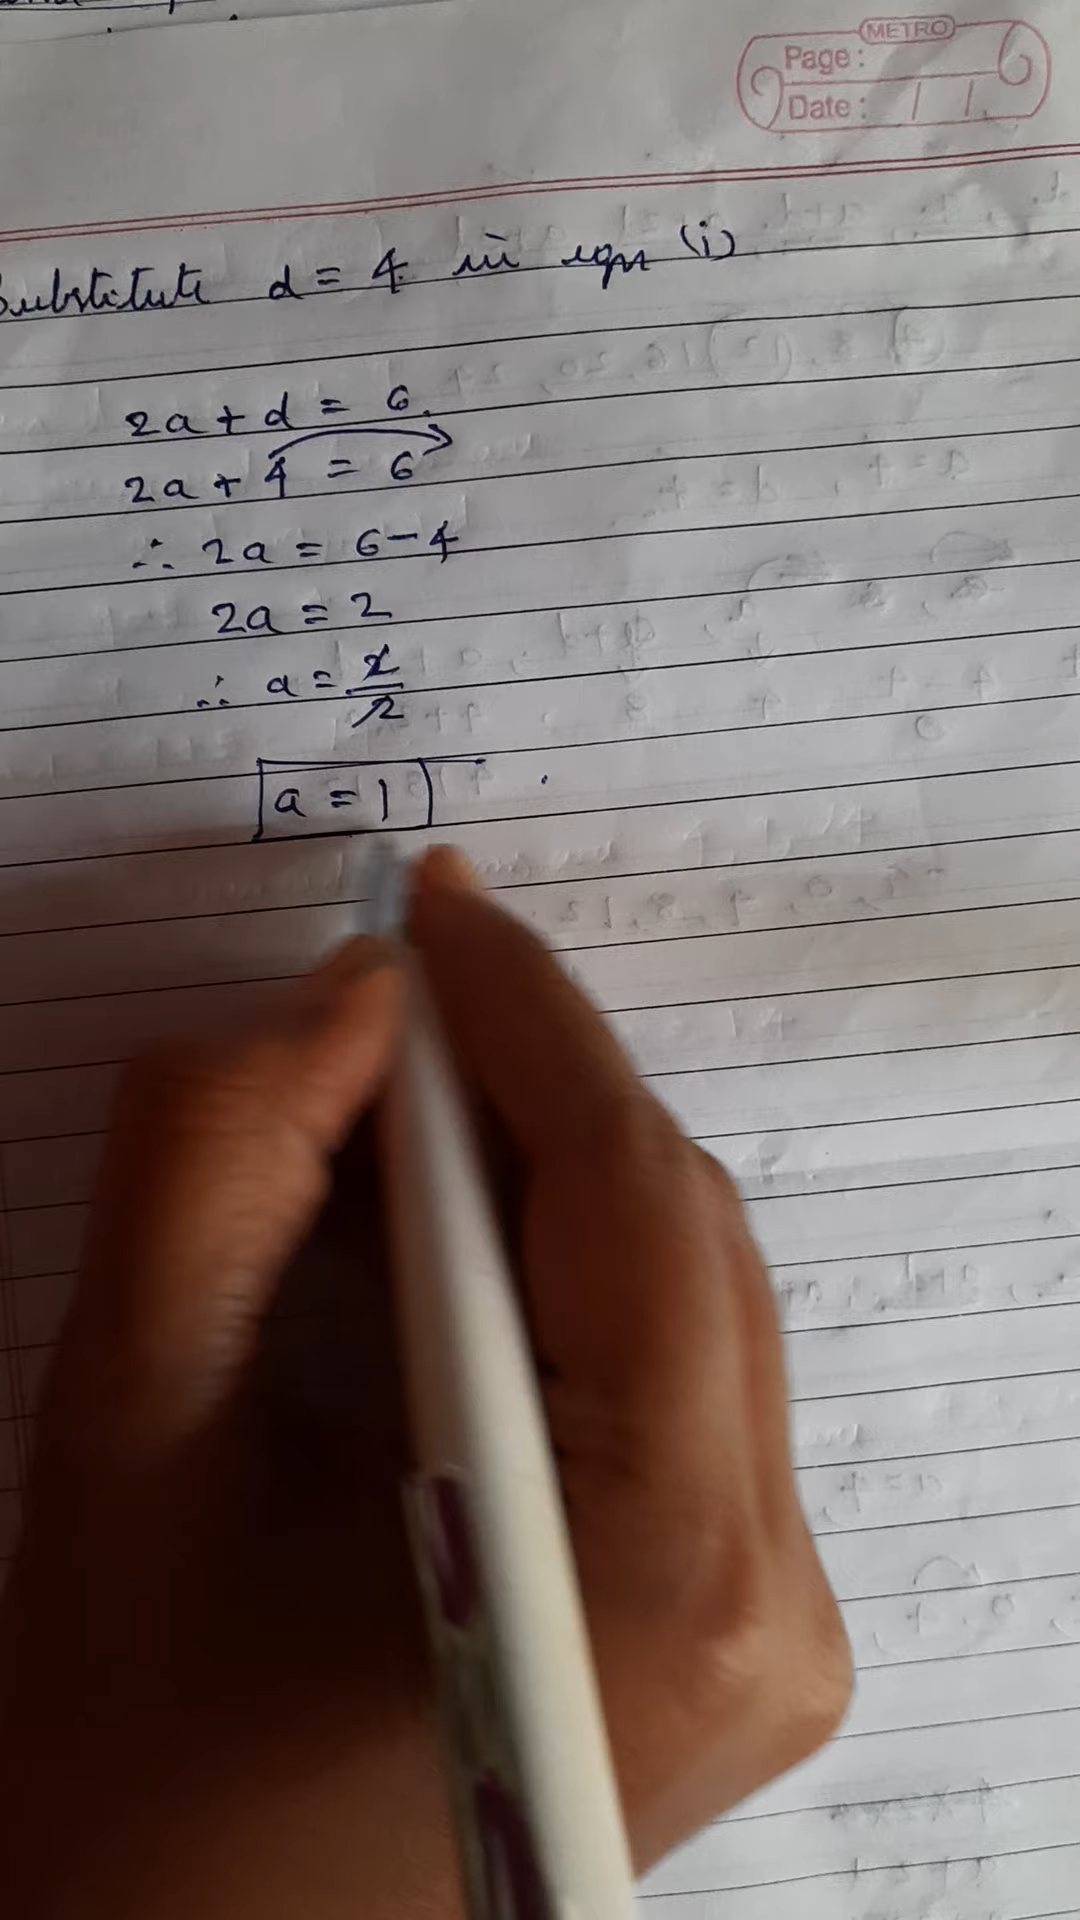 METRO
Page:
Date: / /
Substitute d = 4 in eqn (i)
2a + d = 6.
2a + 4 = 6
∴ 2a = 6 - 4
2a = 2
∴ a = 2/2
a = 1